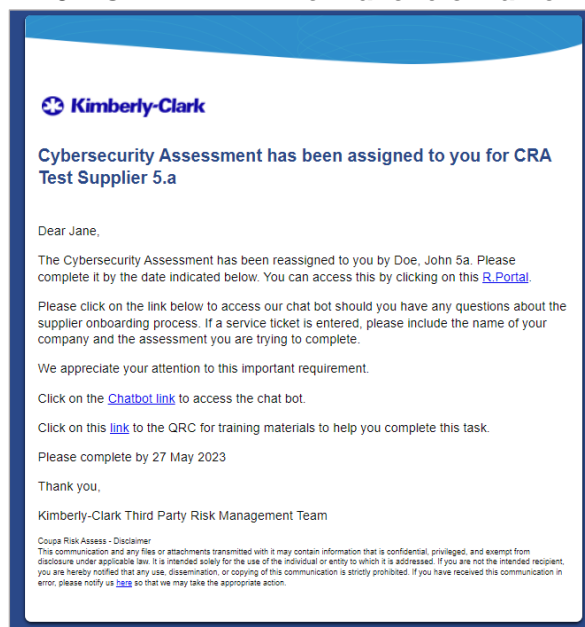 Kimberly-Clark
Cybersecurity Assessment has been assigned to you for CRA
Test Supplier 5.a
Dear Jane,
The Cybersecurity Assessment has been reassigned to you by Doe, John 5a. Please
complete it by the date indicated below. You can access this by clicking on this R.Portal.
Please click on the link below to access our chat bot should you have any questions about the
supplier onboarding process. If a service ticket is entered, please include the name of your
company and the assessment you are trying to complete.
We appreciate your attention to this important requirement.
Click on the Chatbot link to access the chat bot.
Click on this link to the QRC for training materials to help you complete this task.
Please complete by 27 May 2023
Thank you,
Kimberly-Clark Third Party Risk Management Team
Coupa Risk Assess - Disclaimer
This communication and any files or attachments transmitted with it may contain information that is confidential, privileged, and exempt from
disclosure under applicable law. It is intended solely for the use of the individual or entity to which it is addressed. If you are not the intended recipient,
you are hereby notified that any use, dissemination, or copying of this communication is strictly prohibited. If you have received this communication in
error, please notify us here so that we may take the appropriate action.